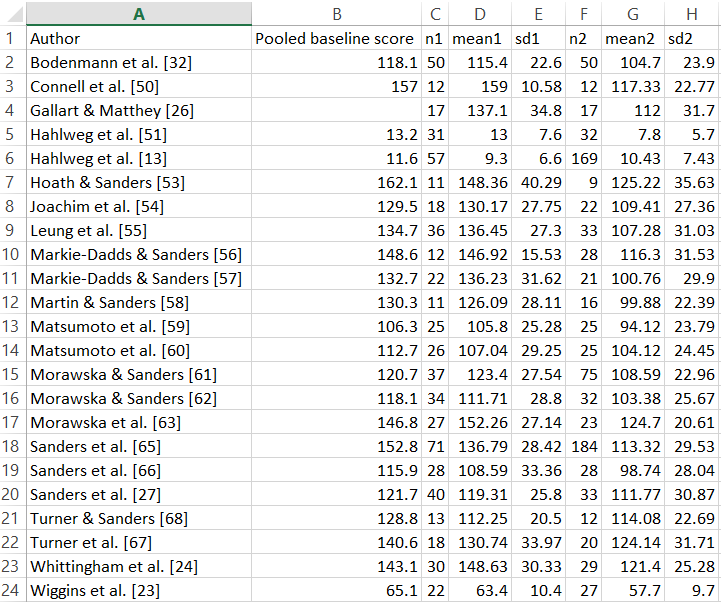 A B C D E F G H
1 Author Pooled baseline score n1 mean1 sd1 n2 mean2 sd2
2 Bodenmann et al. [32] 118.1 50 115.4 22.6 50 104.7 23.9
3 Connell et al. [50] 157 12 159 10.58 12 117.33 22.77
4 Gallart & Matthey [26] 17 137.1 34.8 17 112 31.7
5 Hahlweg et al. [51] 13.2 31 13 7.6 32 7.8 5.7
6 Hahlweg et al. [13] 11.6 57 9.3 6.6 169 10.43 7.43
7 Hoath & Sanders [53] 162.1 11 148.36 40.29 9 125.22 35.63
8 Joachim et al. [54] 129.5 18 130.17 27.75 22 109.41 27.36
9 Leung et al. [55] 134.7 36 136.45 27.3 33 107.28 31.03
10 Markie-Dadds & Sanders [56] 148.6 12 146.92 15.53 28 116.3 31.53
11 Markie-Dadds & Sanders [57] 132.7 22 136.23 31.62 21 100.76 29.9
12 Martin & Sanders [58] 130.3 11 126.09 28.11 16 99.88 22.39
13 Matsumoto et al. [59] 106.3 25 105.8 25.28 25 94.12 23.79
14 Matsumoto et al. [60] 112.7 26 107.04 29.25 25 104.12 24.45
15 Morawska & Sanders [61] 120.7 37 123.4 27.54 75 108.59 22.96
16 Morawska & Sanders [62] 118.1 34 111.71 28.8 32 103.38 25.67
17 Morawska et al. [63] 146.8 27 152.26 27.14 23 124.7 20.61
18 Sanders et al. [65] 152.8 71 136.79 28.42 184 113.32 29.53
19 Sanders et al. [66] 115.9 28 108.59 33.36 28 98.74 28.04
20 Sanders et al. [27] 121.7 40 119.31 25.8 33 111.77 30.87
21 Turner & Sanders [68] 128.8 13 112.25 20.5 12 114.08 22.69
22 Turner et al. [67] 140.6 18 130.74 33.97 20 124.14 31.71
23 Whittingham et al. [24] 143.1 30 148.63 30.33 29 121.4 25.28
24 Wiggins et al. [23] 65.1 22 63.4 10.4 27 57.7 9.7